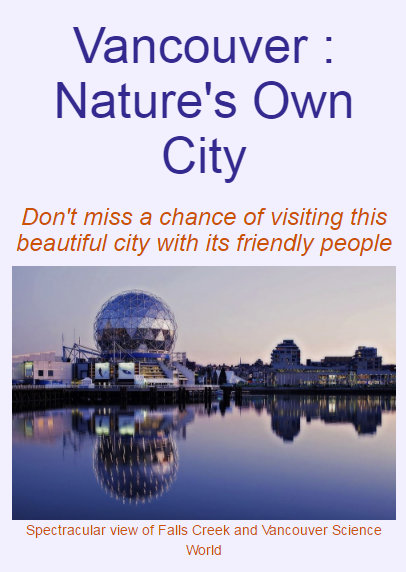 Vancouver :
Nature's Own
City
Don't miss a chance of visiting this
beautiful city with its friendly people
Spectracular view of Falls Creek and Vancouver Science
World